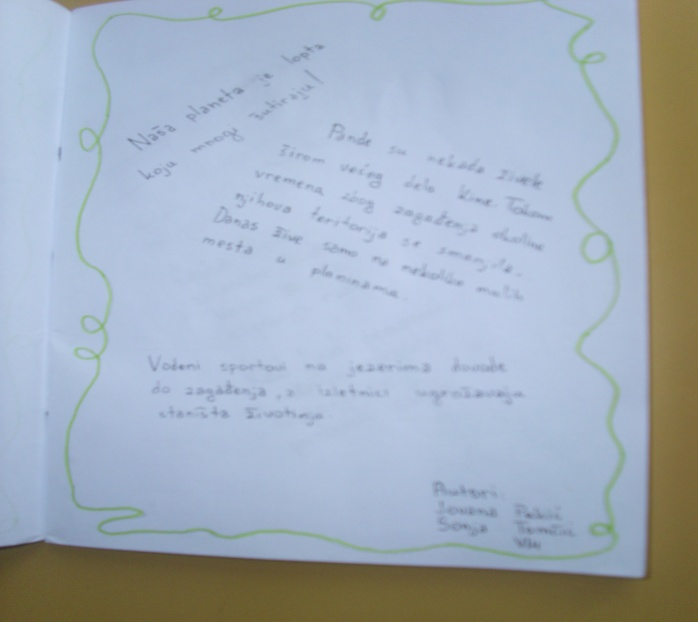 Naša planeta je lopta
koju mnogi šutiraju!
Pande su nekada živele
širom većeg dela Kine. Tokom
vremena, zbog zagađenja okoline
njihova teritorija se smanjila.
Danas žive samo na nekoliko malih
mesta u planinama.
Vodeni sportovi na jezerima dovode
do zagađenja, a izletnici ugrožavaju
staništa životinja.
Autori:
Jovana
Sonja Tomčić